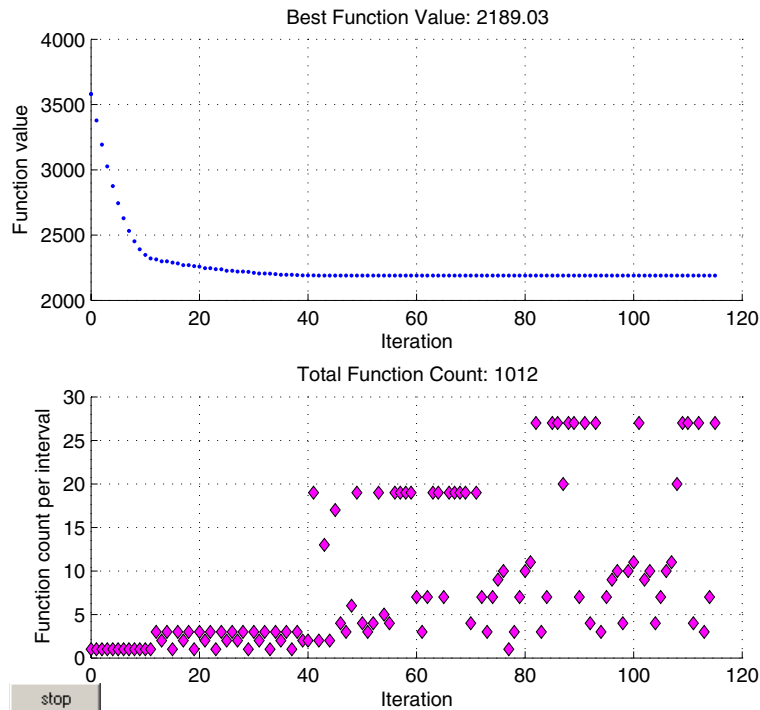 Best Function Value: 2189.03
4000
3500
3000
2500
2000
Function value
0 20 40 60 80 100 120
Iteration
Total Function Count: 1012
30
25
20
15
10
5
0
Function count per interval
0 20 40 60 80 100 120
Iteration
stop